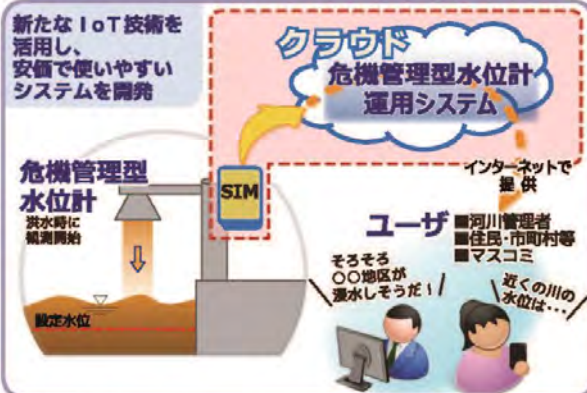 新たなIoT技術を
活用し、
安価で使いやすい
システムを開発
クラウド
危機管理型水位計
運用システム
危機管理型
水位計
洪水時に
観測開始
SIM
設定水位
インターネットで
提供
ユーザ
■河川管理者
■住民・市町村等
■マスコミ
そろそろ
○○地区が
浸水しそうだ!
近くの川の
水位は・・・